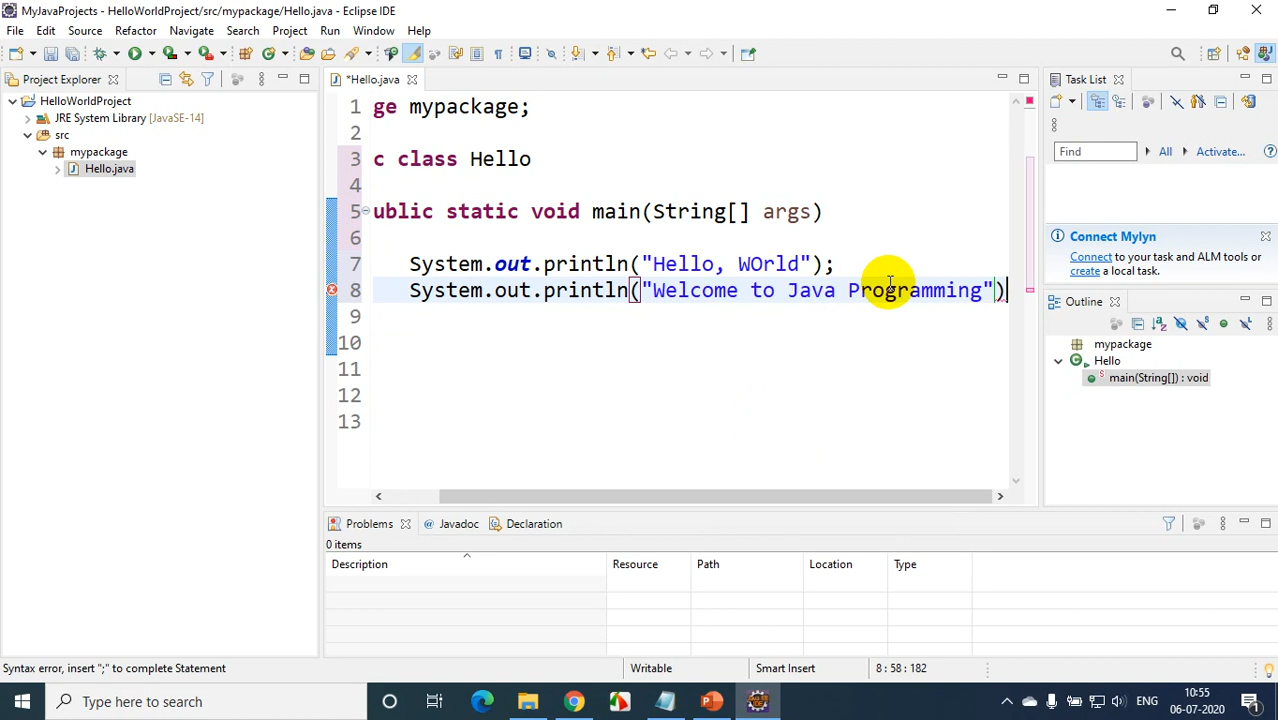 MyJavaProjects - HelloWorldProject/src/mypackage/Hello.java - Eclipse IDE
File Edit Source Refactor Navigate Search Project Run Window Help
Project Explorer
HelloWorldProject
JRE System Library [JavaSE-14]
src
mypackage
Hello.java
*Hello.java
1 ge mypackage;
2
3 c class Hello
4
5 ublic static void main(String[] args)
6
7 System.out.println("Hello, WOrld");
8 System.out.println("Welcome to Java Programming")
9
10
11
12
13
Task List
Find All Activate...
Connect Mylyn
Connect to your task and ALM tools or create a local task.
Outline
mypackage
Hello
main(String[]) : void
Problems Javadoc Declaration
0 items
Description Resource Path Location Type
Syntax error, insert ";" to complete Statement
Writable Smart Insert 8 : 58 : 182
Type here to search
ENG
10:55
06-07-2020
1